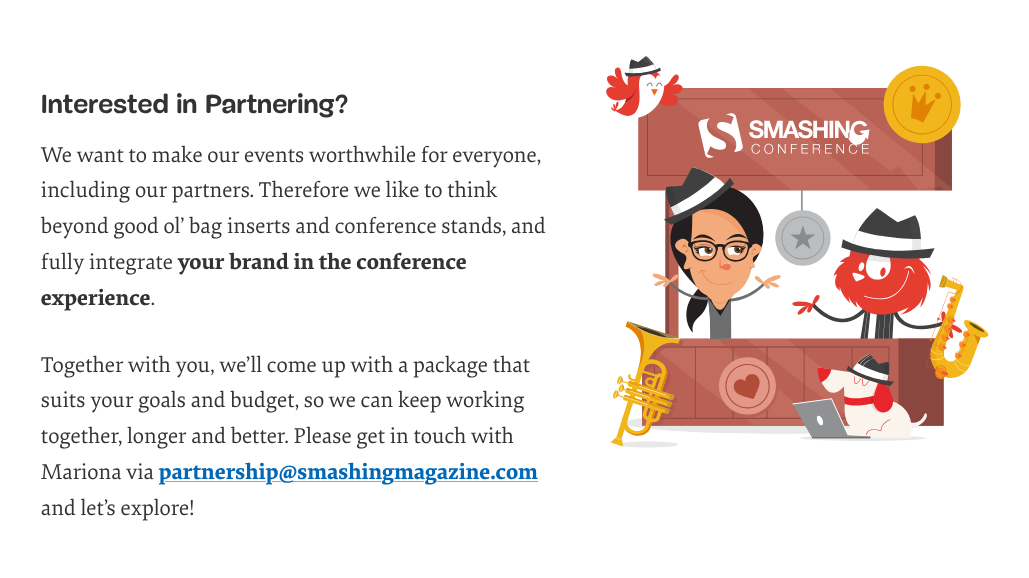 Interested in Partnering?
We want to make our events worthwhile for everyone,
including our partners. Therefore we like to think
beyond good ol’ bag inserts and conference stands, and
fully integrate your brand in the conference
experience.
Together with you, we’ll come up with a package that
suits your goals and budget, so we can keep working
together, longer and better. Please get in touch with
Mariona via partnership@smashingmagazine.com
and let’s explore!
SMASHING
CONFERENCE